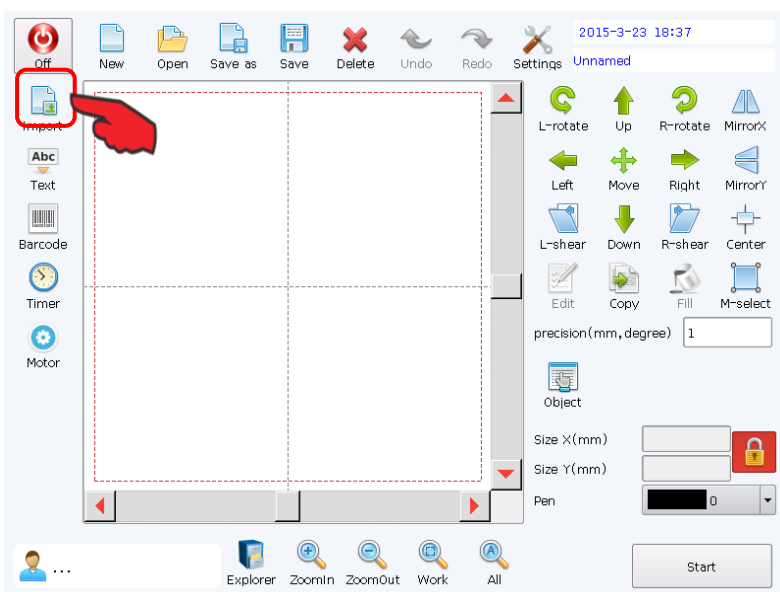 2015-3-23 18:37
Off New Open Save as Save Delete Undo Redo Settings Unnamed
Import
L-rotate Up R-rotate MirrorX
Abc
Text
Left Move Right MirrorY
Barcode
L-shear Down R-shear Center
Timer
Edit Copy Fill M-select
precision(mm,degree) 1
Motor
Object
Size X(mm)
Size Y(mm)
Pen 0
...
Explorer ZoomIn ZoomOut Work All
A
Start